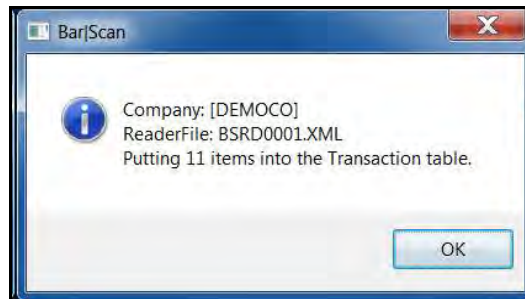 Bar|Scan
Company: [DEMOCO]
ReaderFile: BSRD0001.XML
Putting 11 items into the Transaction table.
OK